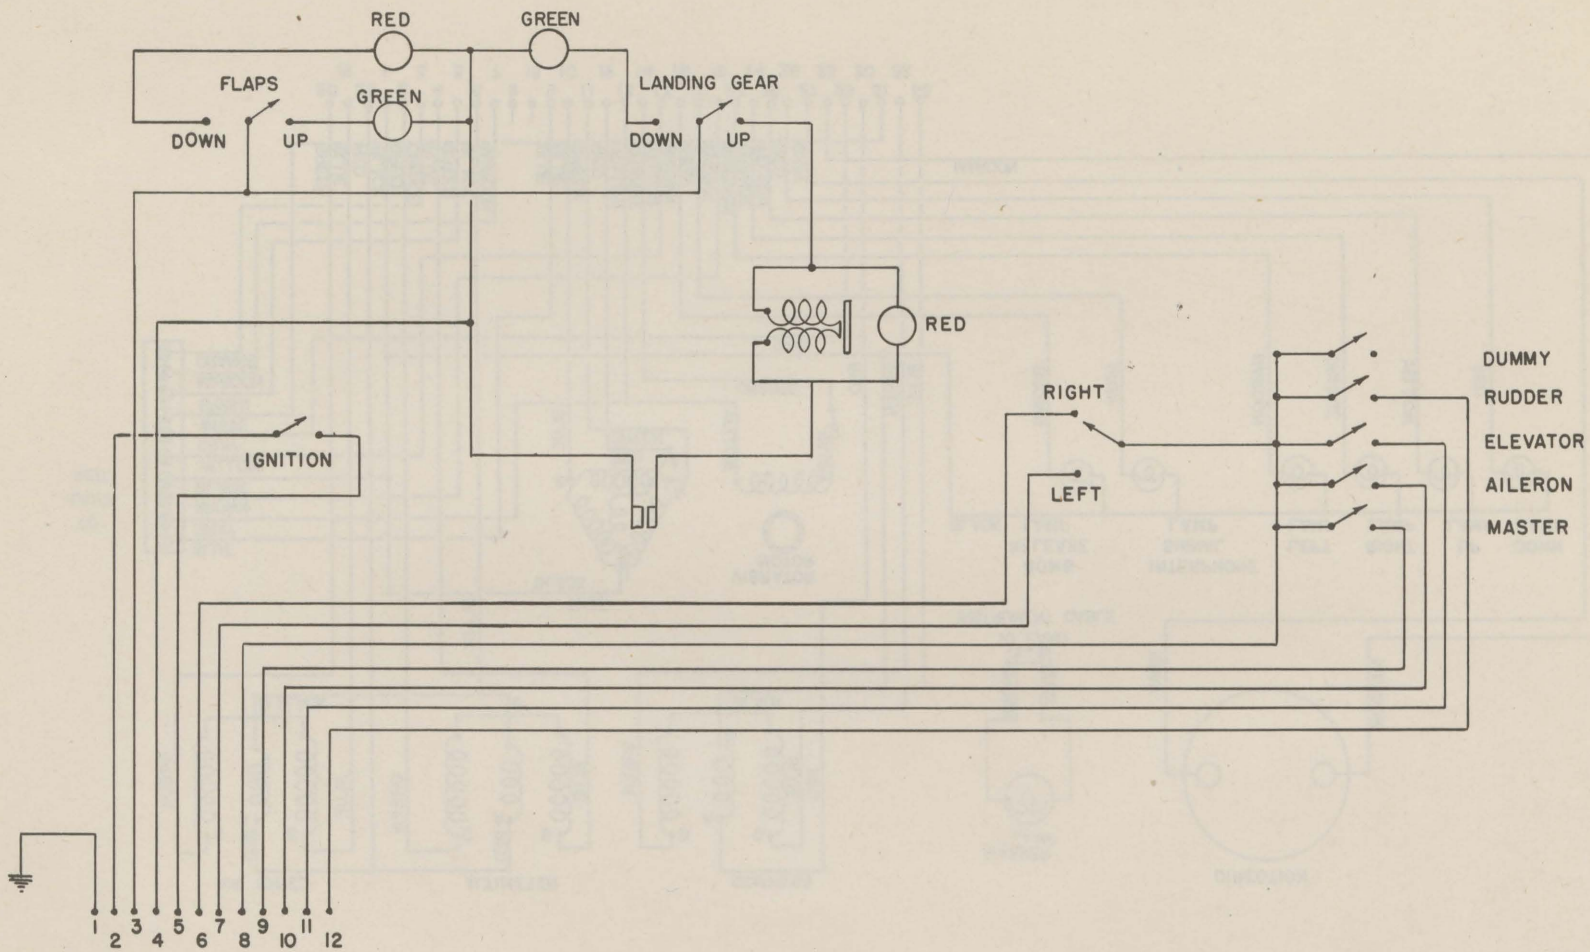 RED
GREEN
FLAPS
GREEN
LANDING GEAR
DOWN
UP
DOWN
UP
RED
DUMMY
RIGHT
RUDDER
ELEVATOR
IGNITION
LEFT
AILERON
MASTER
1
2
3
4
5
6
7
8
9
10
11
12